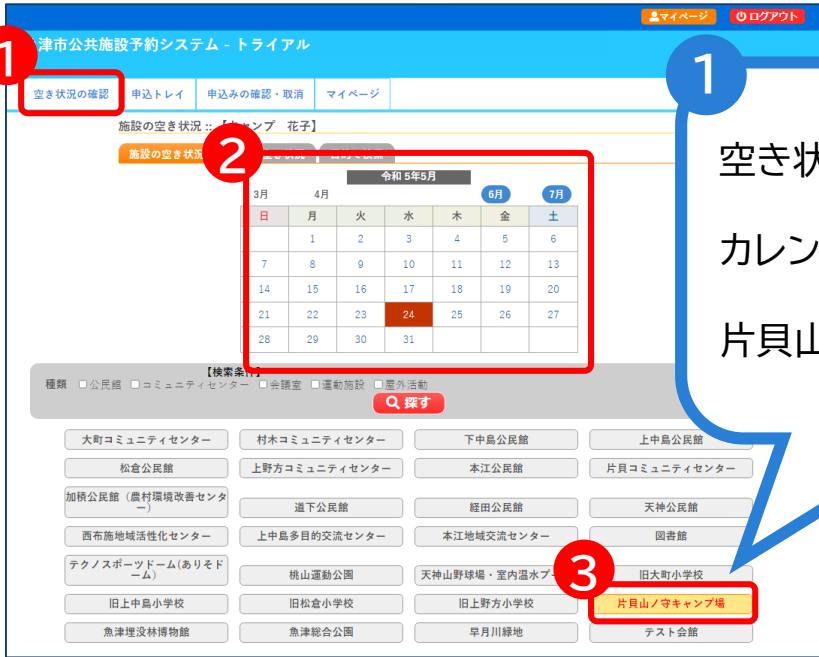 マイページ ログアウト
津市公共施設予約システム - トライアル
1
1
空き状況の確認 申込トレイ 申込みの確認・取消 マイページ
施設の空き状況 :: 【キャンプ 花子】
施設の空き状況
2
令和 5年5月
3月 4月 6月 7月
日 月 火 水 木 金 土
1 2 3 4 5 6
7 8 9 10 11 12 13
14 15 16 17 18 19 20
21 22 23 24 25 26 27
28 29 30 31
空き状
カレン
片貝山
【検索条件】
種類 公民館 コミュニティセンター 会議室 運動施設 屋外活動
探す
大町コミュニティセンター 村木コミュニティセンター 下中島公民館 上中島公民館
松倉公民館 上野方コミュニティセンター 本江公民館 片貝コミュニティセンター
加積公民館(農村環境改善センター) 道下公民館 経田公民館 天神公民館
西布施地域活性化センター 上中島多目的交流センター 本江地域交流センター 図書館
テクノスポーツドーム(ありそドーム) 桃山運動公園 天神山野球場・室内温水プ 旧大町小学校
3
旧上中島小学校 旧松倉小学校 旧上野方小学校 片貝山ノ守キャンプ場
魚津埋没林博物館 魚津総合公園 早月川緑地 テスト会館